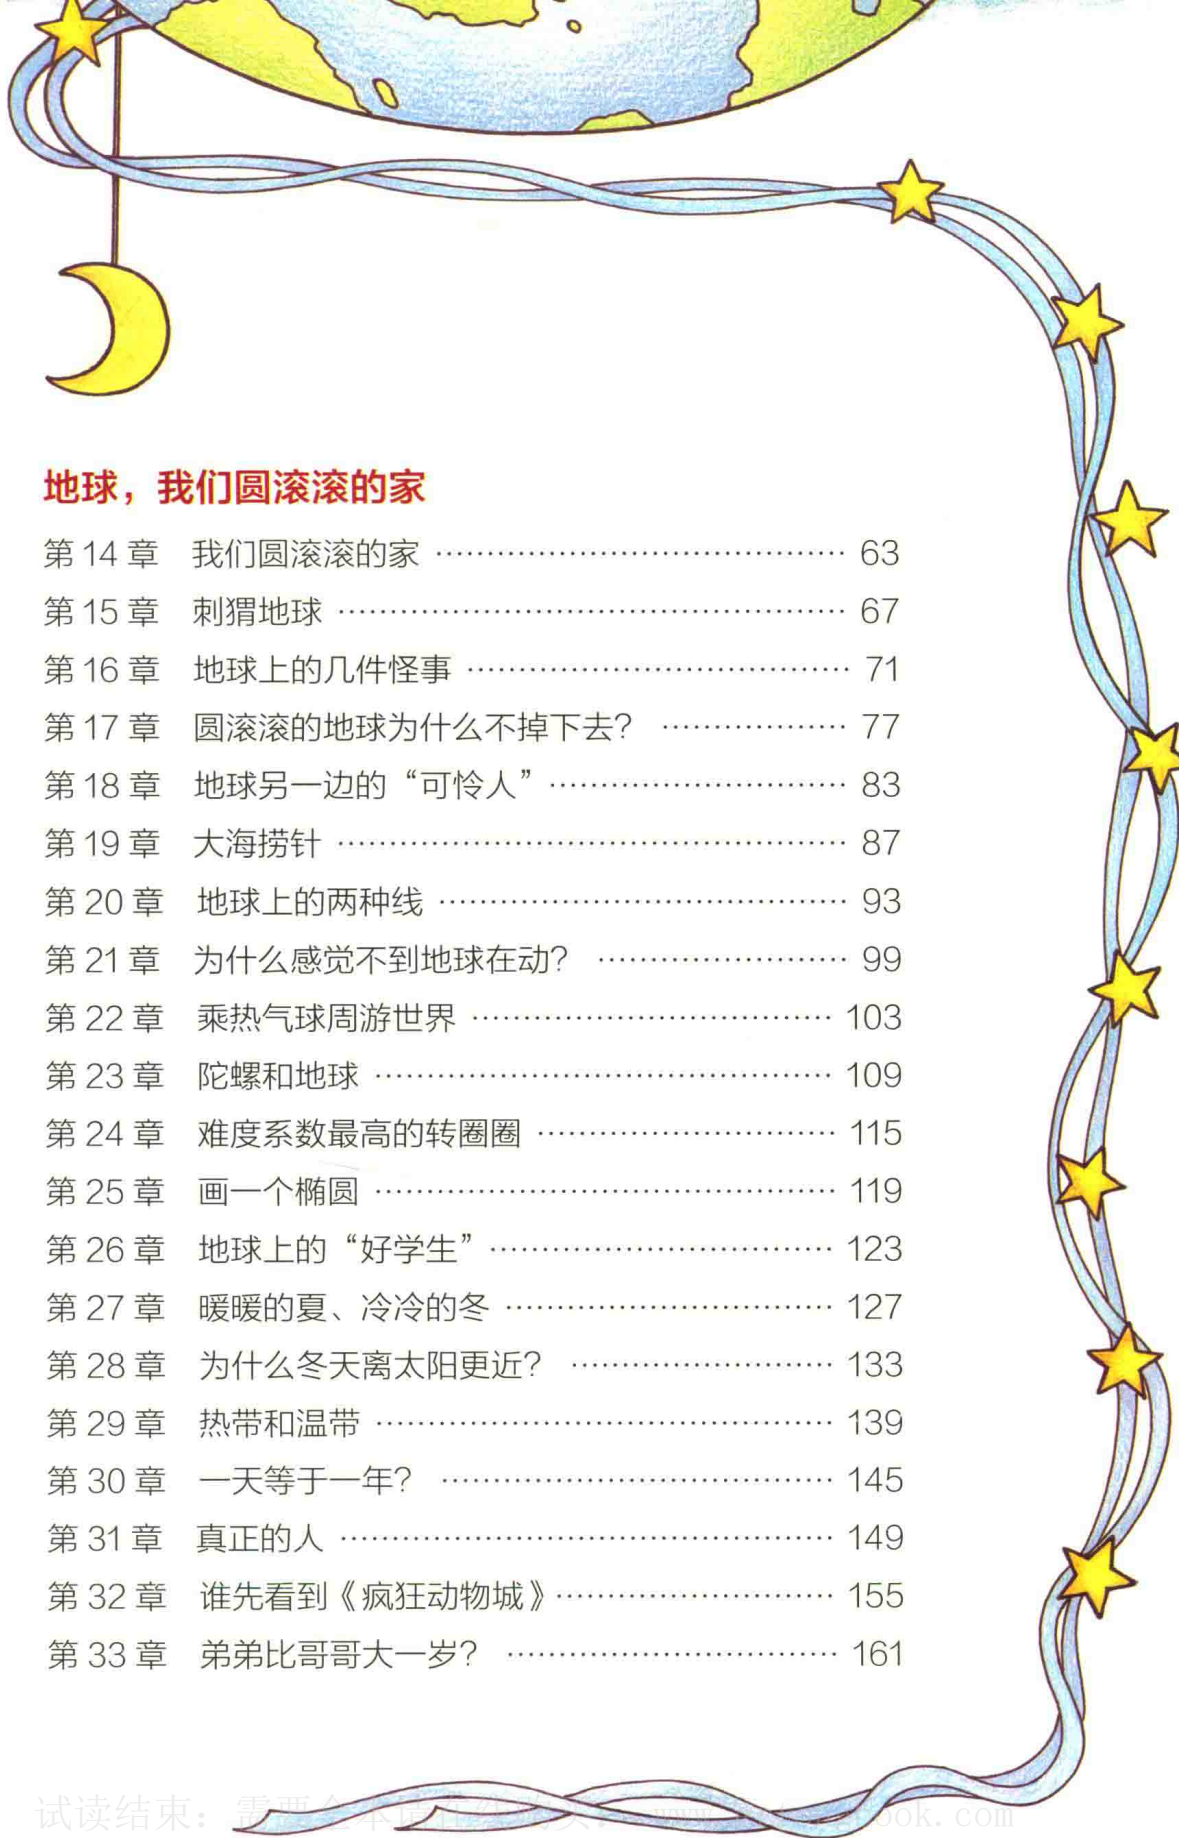 地球，我们圆滚滚的家
第 14 章 我们圆滚滚的家 …… 63
第 15 章 刺猬地球 …… 67
第 16 章 地球上的几件怪事 …… 71
第 17 章 圆滚滚的地球为什么不掉下去？ …… 77
第 18 章 地球另一边的“可怜人” …… 83
第 19 章 大海捞针 …… 87
第 20 章 地球上的两种线 …… 93
第 21 章 为什么感觉不到地球在动？ …… 99
第 22 章 乘热气球周游世界 …… 103
第 23 章 陀螺和地球 …… 109
第 24 章 难度系数最高的转圈圈 …… 115
第 25 章 画一个椭圆 …… 119
第 26 章 地球上的“好学生” …… 123
第 27 章 暖暖的夏、冷冷的冬 …… 127
第 28 章 为什么冬天离太阳更近？ …… 133
第 29 章 热带和温带 …… 139
第 30 章 一天等于一年？ …… 145
第 31 章 真正的人 …… 149
第 32 章 谁先看到《疯狂动物城》 …… 155
第 33 章 弟弟比哥哥大一岁？ …… 161
试读结束：需要全本请在线购买：